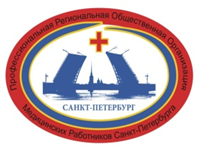 Профессиональная Региональная Общественная Организация
САНКТ-ПЕТЕРБУРГ
Медицинских Работников Санкт-Петербурга